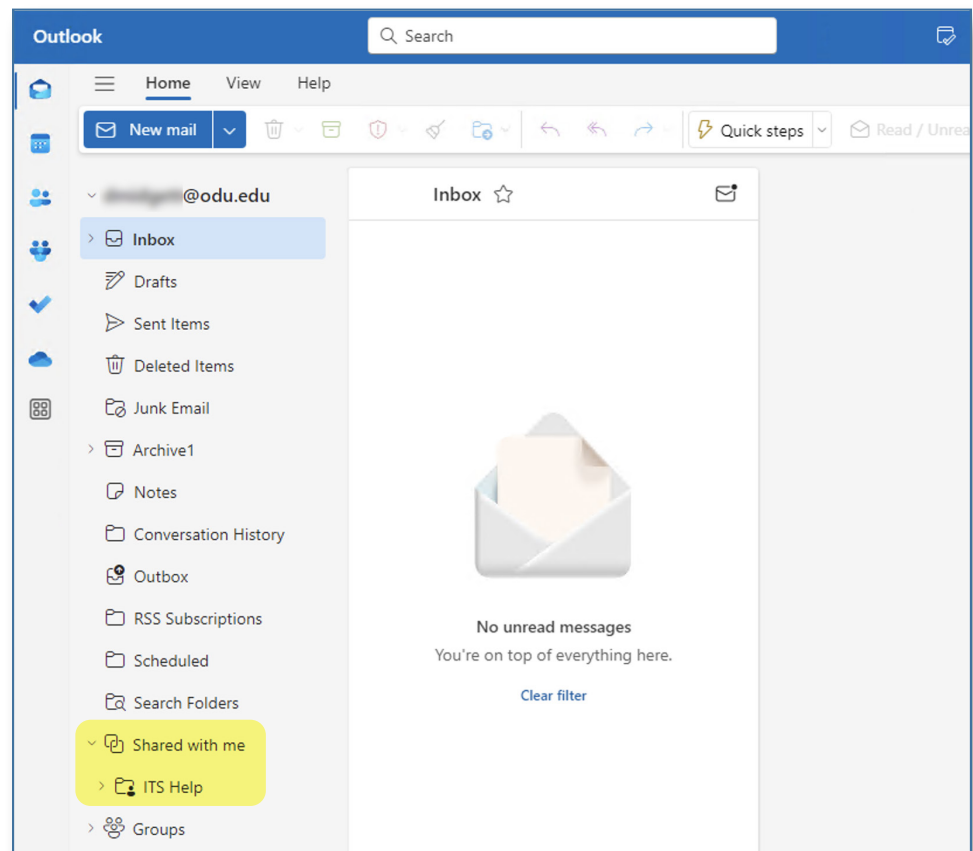 Outlook
Search
Home View Help
New mail
Quick steps
Read / Unrea
@odu.edu
Inbox
Drafts
Sent Items
Deleted Items
Junk Email
Archive1
Notes
Conversation History
Outbox
RSS Subscriptions
Scheduled
Search Folders
Shared with me
ITS Help
Groups
Inbox
No unread messages
You're on top of everything here.
Clear filter